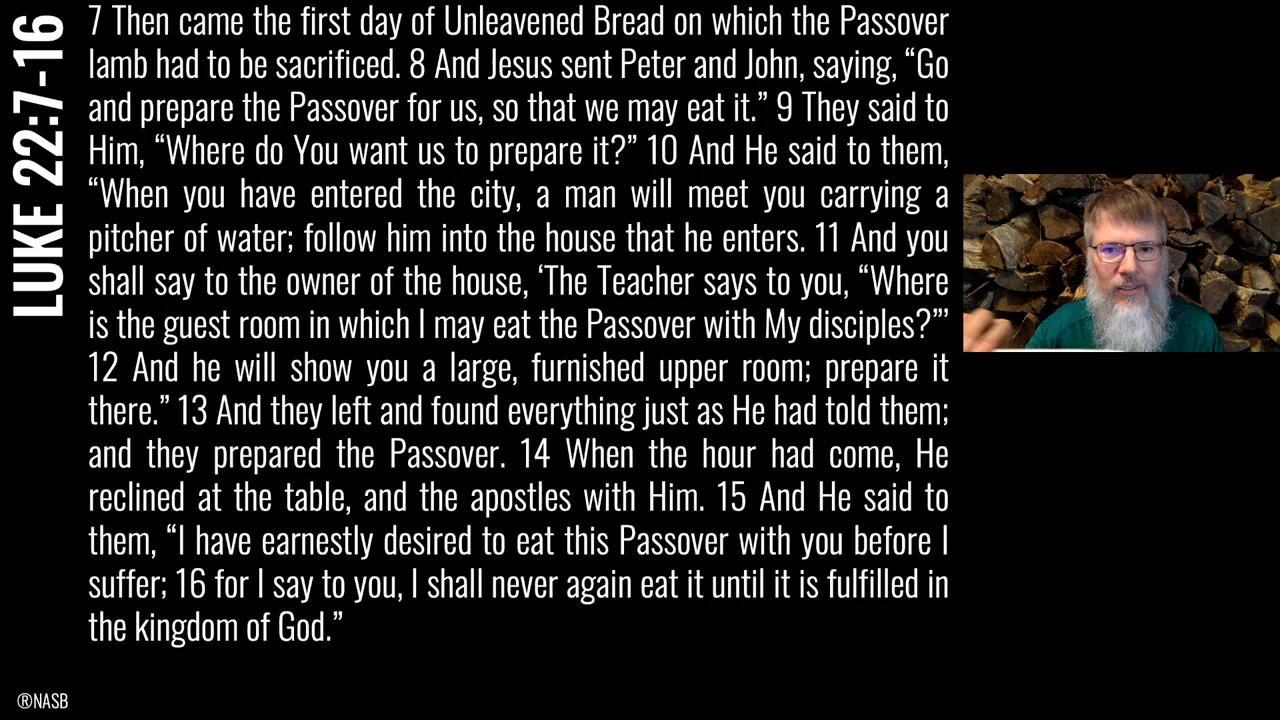 LUKE 22:7-16
7 Then came the first day of Unleavened Bread on which the Passover
lamb had to be sacrificed. 8 And Jesus sent Peter and John, saying, “Go
and prepare the Passover for us, so that we may eat it.” 9 They said to
Him, “Where do You want us to prepare it?” 10 And He said to them,
“When you have entered the city, a man will meet you carrying a
pitcher of water; follow him into the house that he enters. 11 And you
shall say to the owner of the house, ‘The Teacher says to you, “Where
is the guest room in which I may eat the Passover with My disciples?”’
12 And he will show you a large, furnished upper room; prepare it
there.” 13 And they left and found everything just as He had told them;
and they prepared the Passover. 14 When the hour had come, He
reclined at the table, and the apostles with Him. 15 And He said to
them, “I have earnestly desired to eat this Passover with you before I
suffer; 16 for I say to you, I shall never again eat it until it is fulfilled in
the kingdom of God.”
®NASB